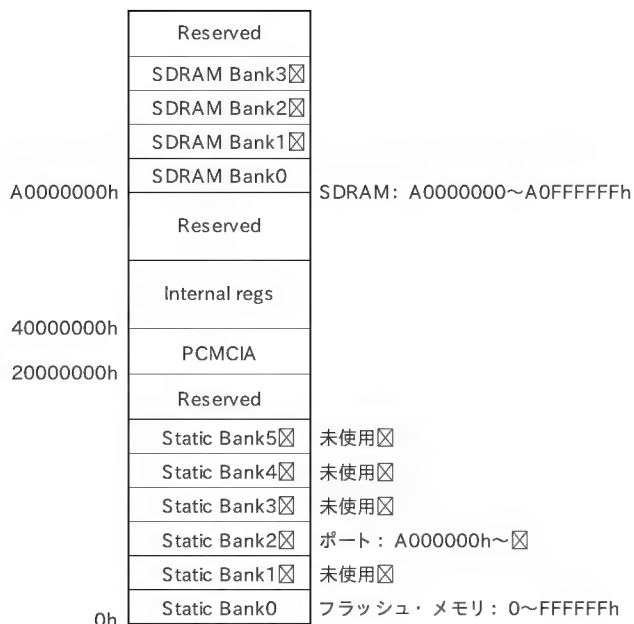 Reserved
SDRAM Bank3☒
SDRAM Bank2☒
SDRAM Bank1☒
SDRAM Bank0
A0000000h
SDRAM: A0000000～A0FFFFFFh
Reserved
Internal regs
40000000h
PCMCIA
20000000h
Reserved
Static Bank5☒ 未使用☒
Static Bank4☒ 未使用☒
Static Bank3☒ 未使用☒
Static Bank2☒ ポート: A000000h～☒
Static Bank1☒ 未使用☒
Static Bank0 フラッシュ・メモリ: 0～FFFFFFh
0h